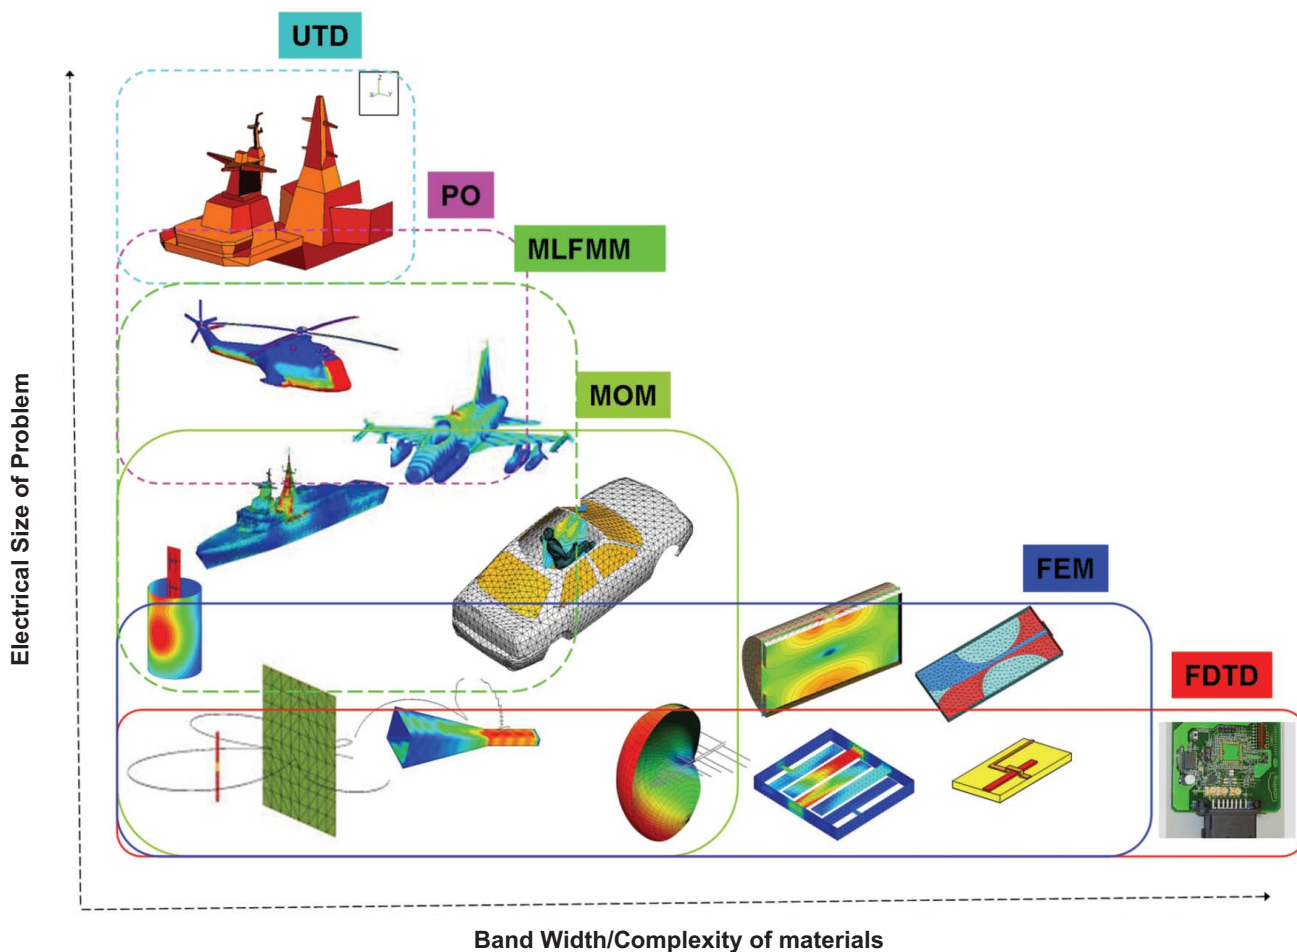 UTD
Z
X
Y
PO
MLFMM
MOM
FEM
FDTD
Electrical Size of Problem
Band Width/Complexity of materials